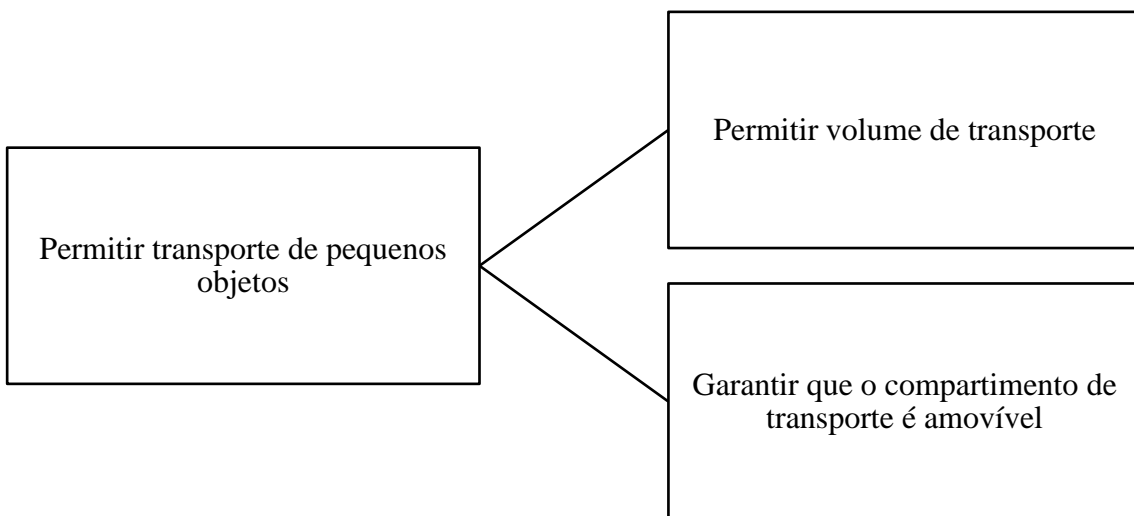 Permitir transporte de pequenos
objetos
Permitir volume de transporte
Garantir que o compartimento de
transporte é amovível